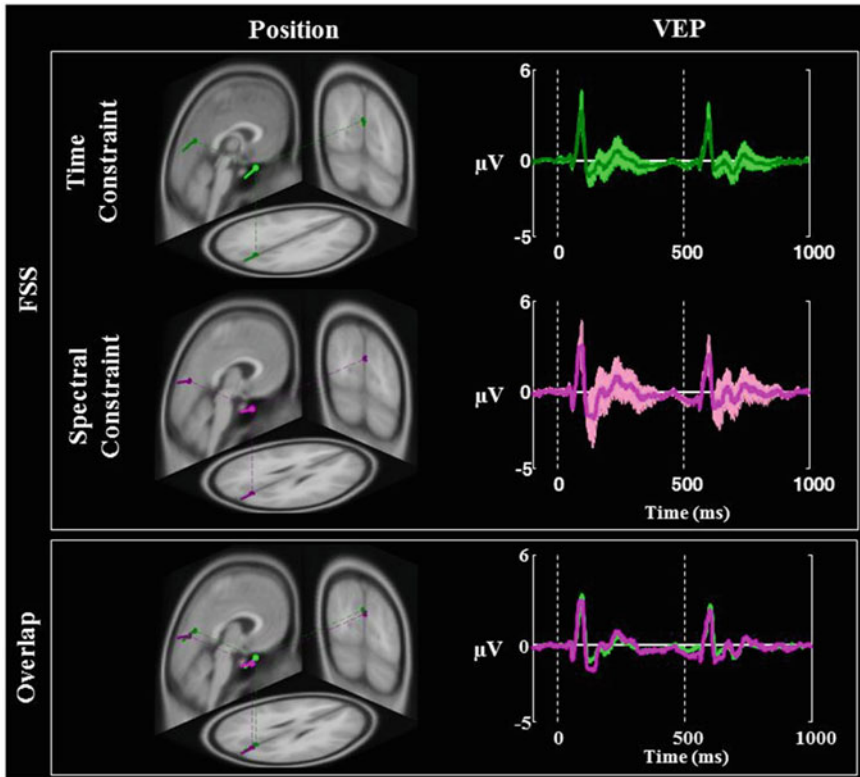 Position
VEP
FSS
Time
Constraint
6
μV
0
-5
0
500
1000
Spectral
Constraint
6
μV
0
-5
0
500
1000
Time (ms)
Overlap
6
μV
0
-5
0
500
1000
Time (ms)